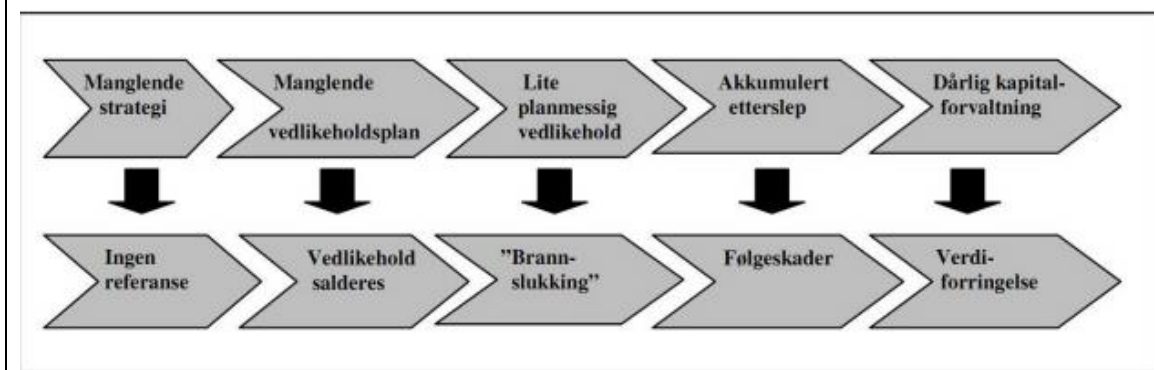 Manglende
strategi
Manglende
vedlikeholdsplan
Lite
planmessig
vedlikehold
Akkumulert
etterslep
Dårlig kapital-
forvaltning
Ingen
referanse
Vedlikehold
salderes
”Brann-
slukking”
Følgeskader
Verdi-
forringelse